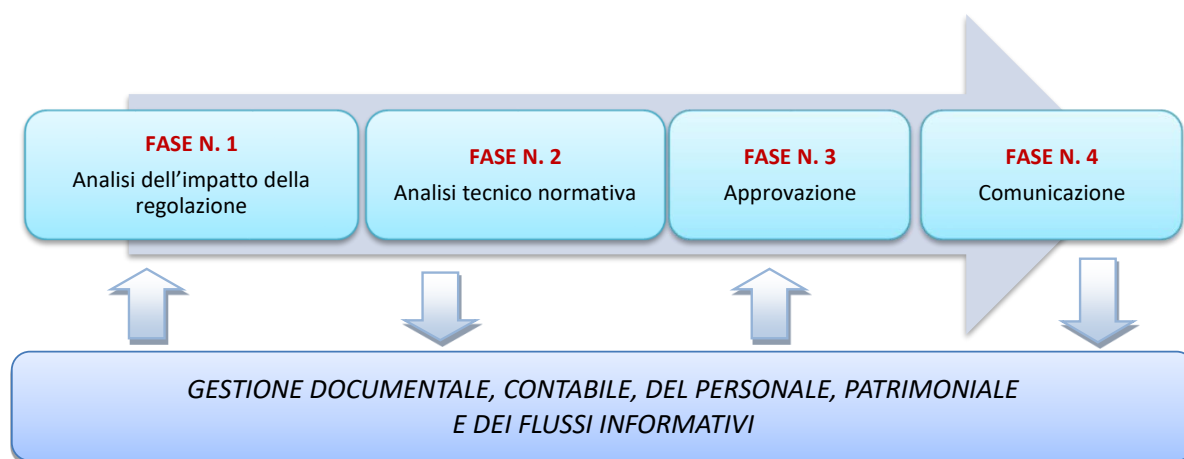 FASE N. 1
Analisi dell'impatto della
regolazione
FASE N. 2
Analisi tecnico normativa
FASE N. 3
Approvazione
FASE N. 4
Comunicazione
GESTIONE DOCUMENTALE, CONTABILE, DEL PERSONALE, PATRIMONIALE
E DEI FLUSSI INFORMATIVI